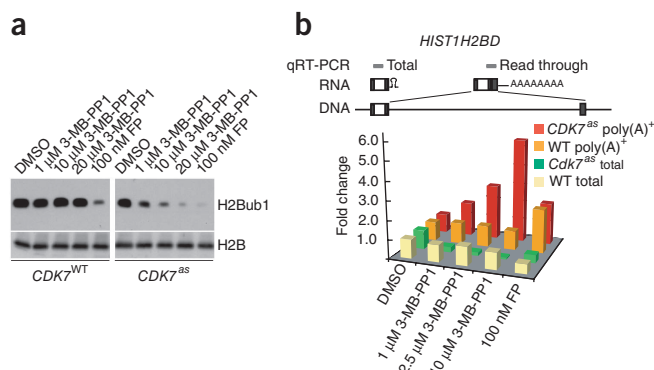 a
DMSO
1 µM 3-MB-PP1
10 µM 3-MB-PP1
20 µM 3-MB-PP1
100 nM FP
DMSO
1 µM 3-MB-PP1
10 µM 3-MB-PP1
20 µM 3-MB-PP1
100 nM FP
H2Bub1
H2B
CDK7WT
CDK7as
b
HIST1H2BD
qRT-PCR
Total
Read through
RNA
Ω
AAAAAAAA
DNA
CDK7as poly(A)+
WT poly(A)+
Cdk7as total
WT total
Fold change
6.0
5.0
4.0
3.0
2.0
1.0
DMSO
1 µM 3-MB-PP1
2.5 µM 3-MB-PP1
10 µM 3-MB-PP1
100 nM FP